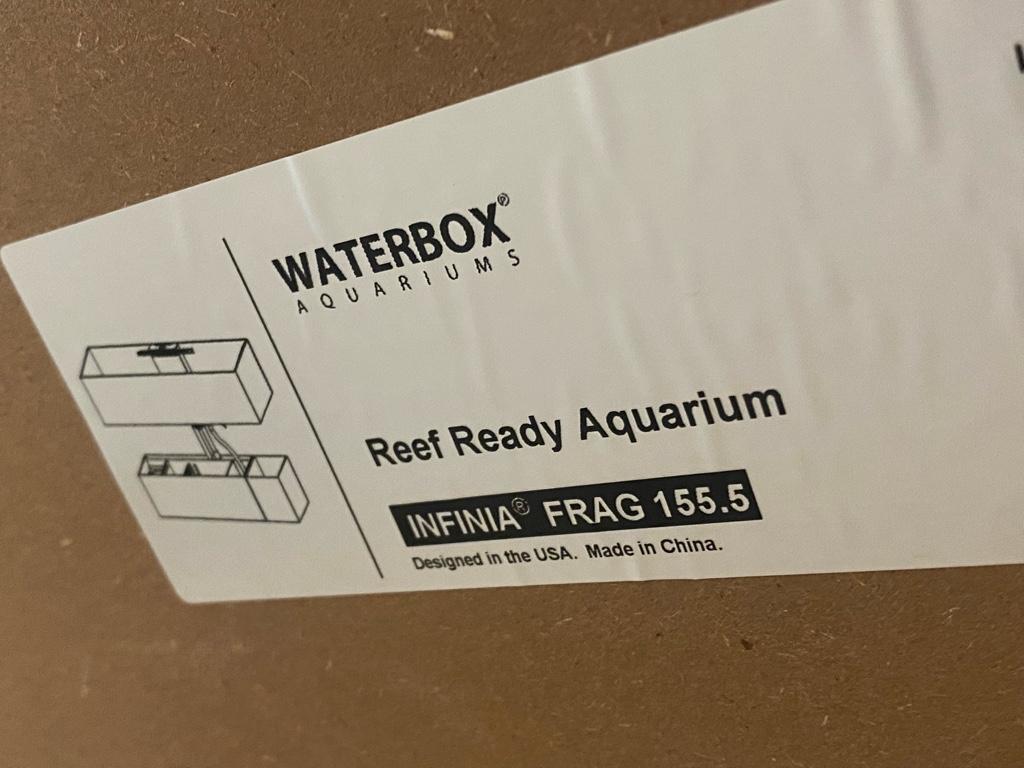 WATERBOX®
AQUARIUMS
Reef Ready Aquarium
INFINIA® FRAG 155.5
Designed in the USA. Made in China.